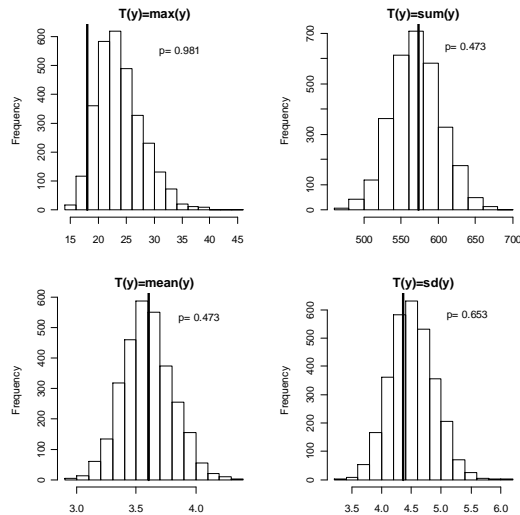 T(y)=max(y)
p= 0.981
Frequency
0 100 200 300 400 500 600
15 20 25 30 35 40 45
T(y)=sum(y)
p= 0.473
Frequency
0 100 300 500 700
500 550 600 650 700
T(y)=mean(y)
p= 0.473
Frequency
0 100 200 300 400 500 600
3.0 3.5 4.0
T(y)=sd(y)
p= 0.653
Frequency
0 100 200 300 400 500 600
3.5 4.0 4.5 5.0 5.5 6.0